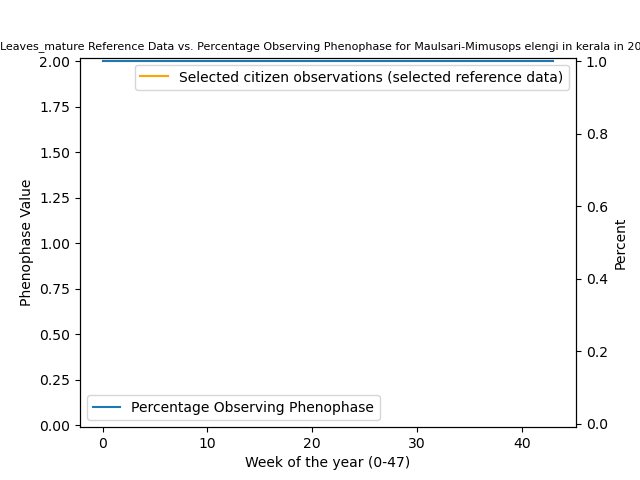 Leaves_mature Reference Data vs. Percentage Observing Phenophase for Maulsari-Mimusops elengi in kerala in 20
2.00
1.75
1.50
1.25
1.00
0.75
0.50
0.25
0.00
Phenophase Value
Selected citizen observations (selected reference data)
Percentage Observing Phenophase
1.0
0.8
0.6
0.4
0.2
0.0
Percent
0 10 20 30 40
Week of the year (0-47)